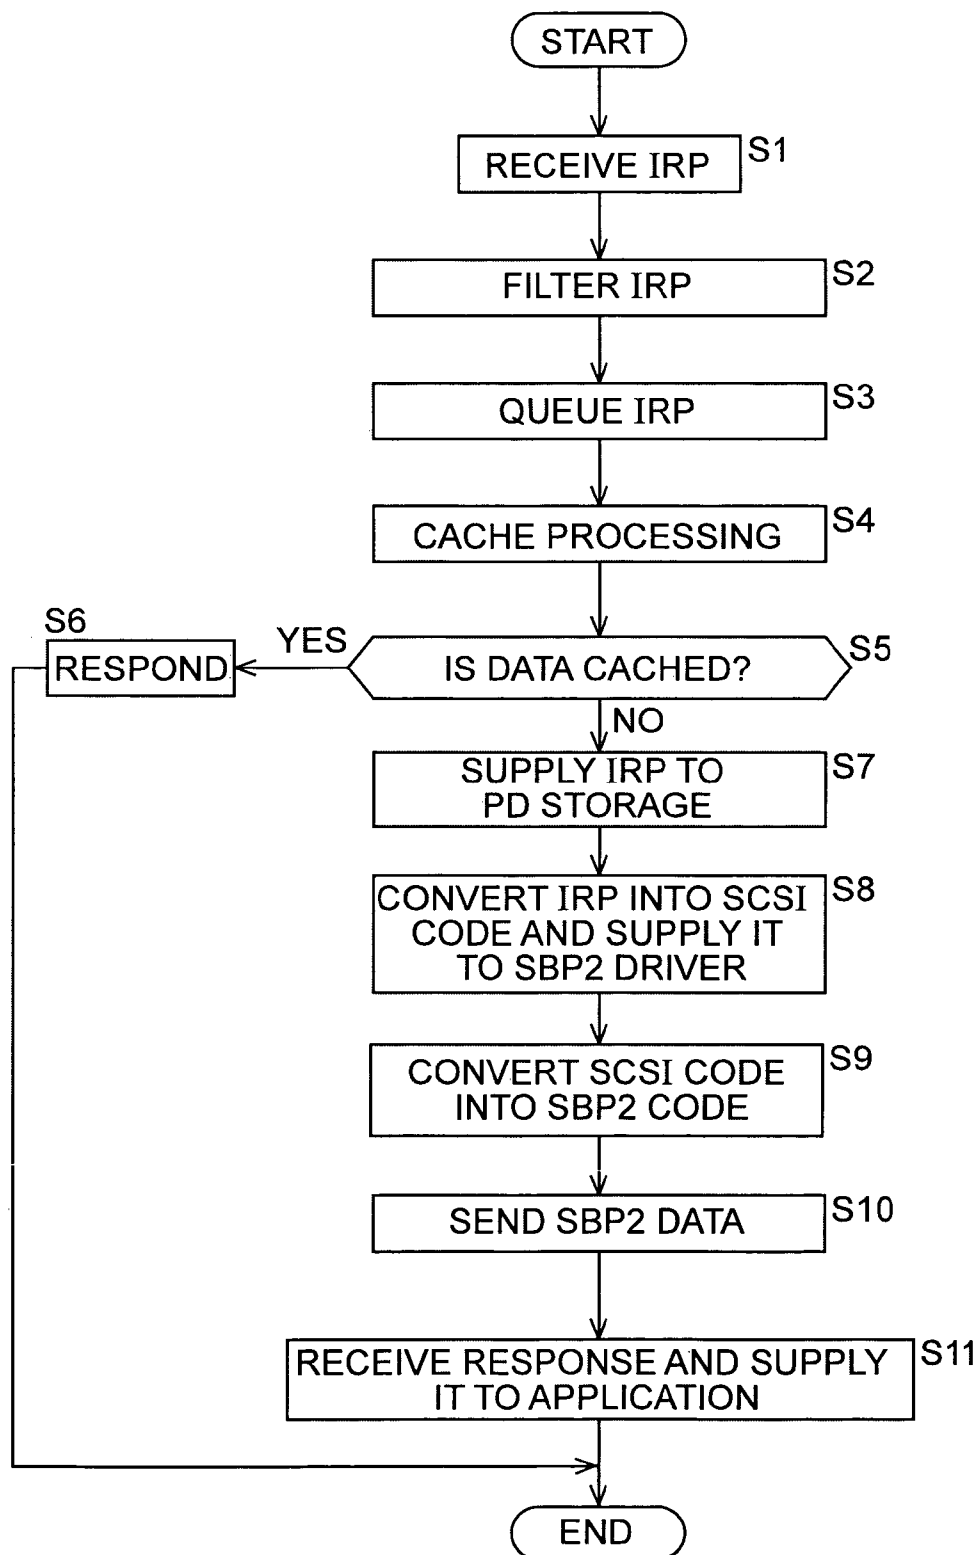 START
RECEIVE IRP
S1
FILTER IRP
S2
QUEUE IRP
S3
CACHE PROCESSING
S4
S6
RESPOND
YES
IS DATA CACHED?
S5
NO
SUPPLY IRP TO
PD STORAGE
S7
CONVERT IRP INTO SCSI
CODE AND SUPPLY IT
TO SBP2 DRIVER
S8
CONVERT SCSI CODE
INTO SBP2 CODE
S9
SEND SBP2 DATA
S10
RECEIVE RESPONSE AND SUPPLY
IT TO APPLICATION
S11
END